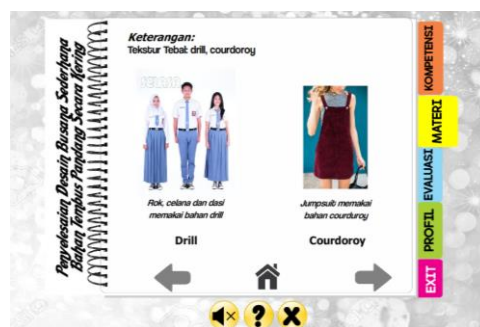 Penyelesaian Desain Busana Sederhana
Bahan Tembus Pandang Secara Kering
Keterangan:
Tekstur Tebal: drill, courdoroy
SELASA
Rok, celana dan dasi
memakai bahan drill
Drill
Jumpsuit: memakai
bahan courduroy
Courdoroy
KOMPETENSI
MATERI
EVALUASI
PROFIL
EXIT
?
X